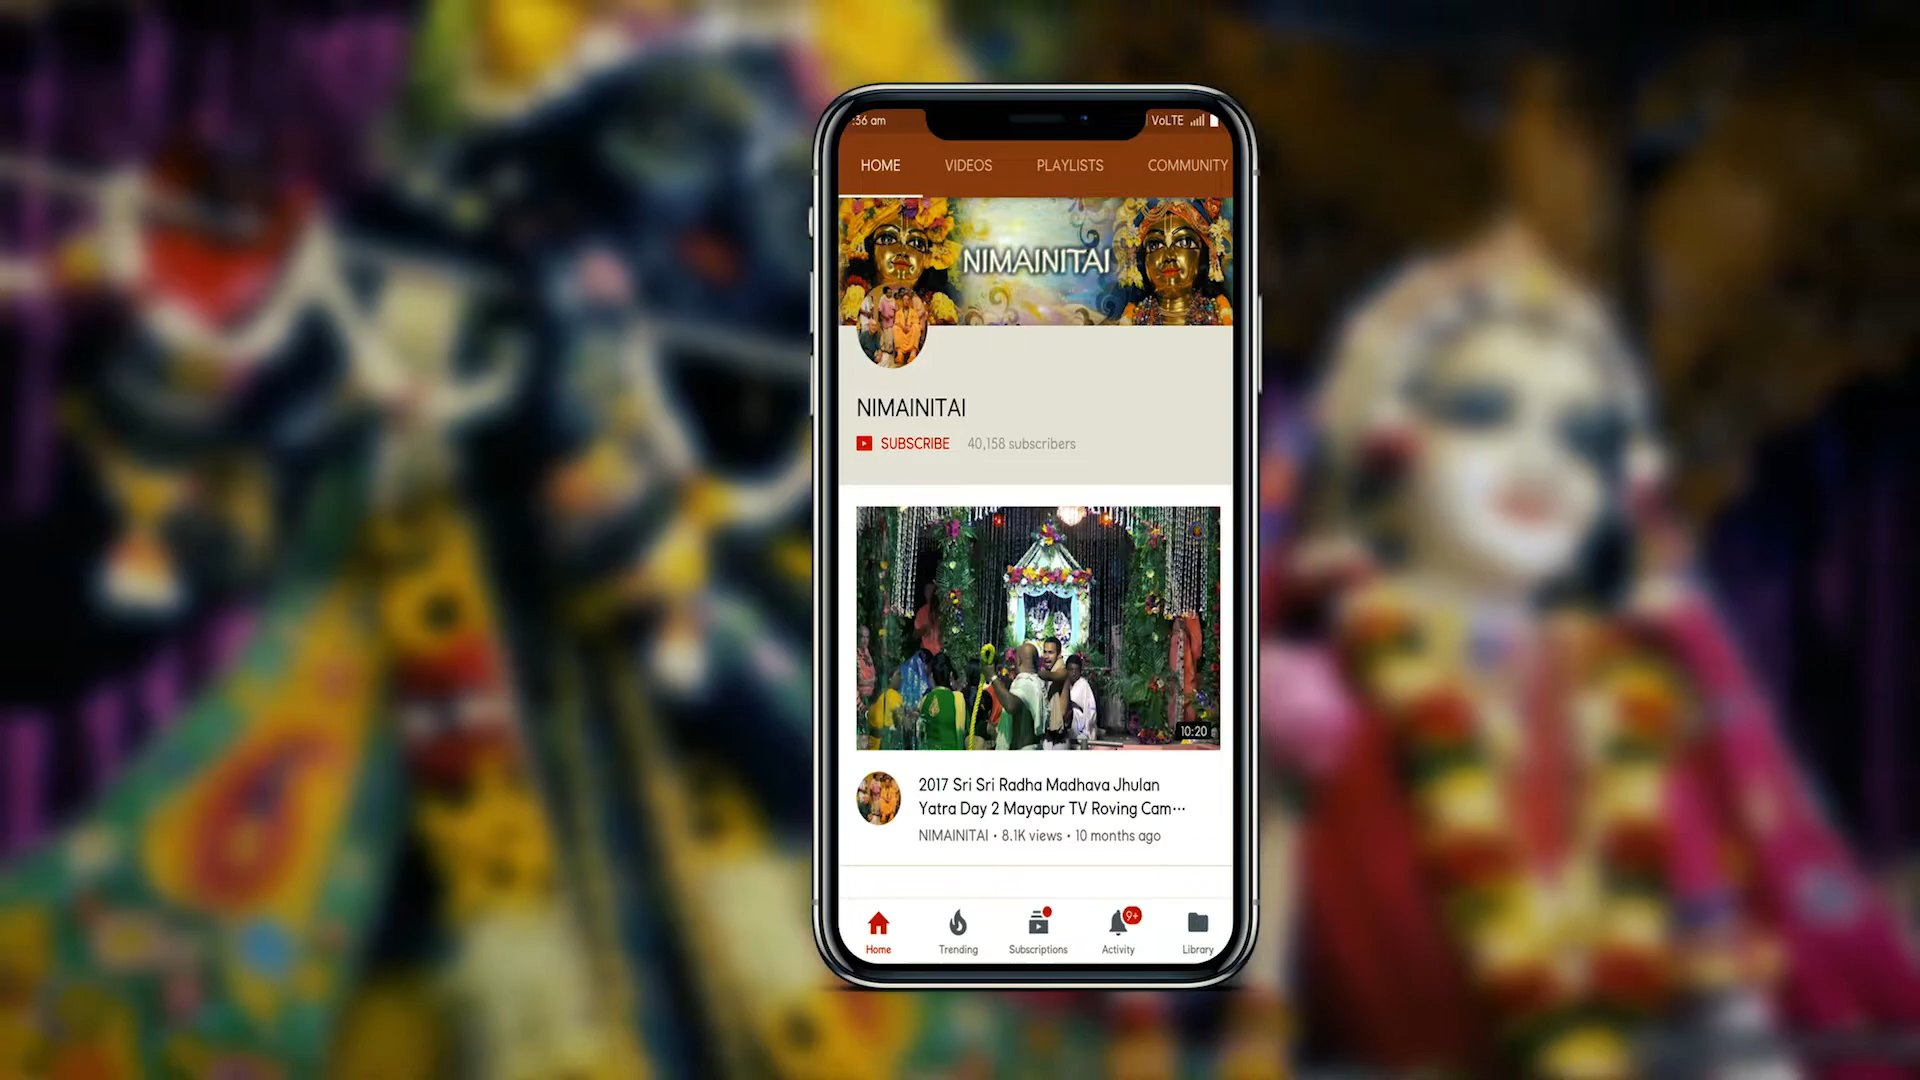 :36 am
VoLTE
HOME VIDEOS PLAYLISTS COMMUNITY
NIMAINITAI
NIMAINITAI
SUBSCRIBE 40,158 subscribers
10:20
2017 Sri Sri Radha Madhava Jhulan
Yatra Day 2 Mayapur TV Roving Cam...
NIMAINITAI • 8.1K views • 10 months ago
9+
Home Trending Subscriptions Activity Library